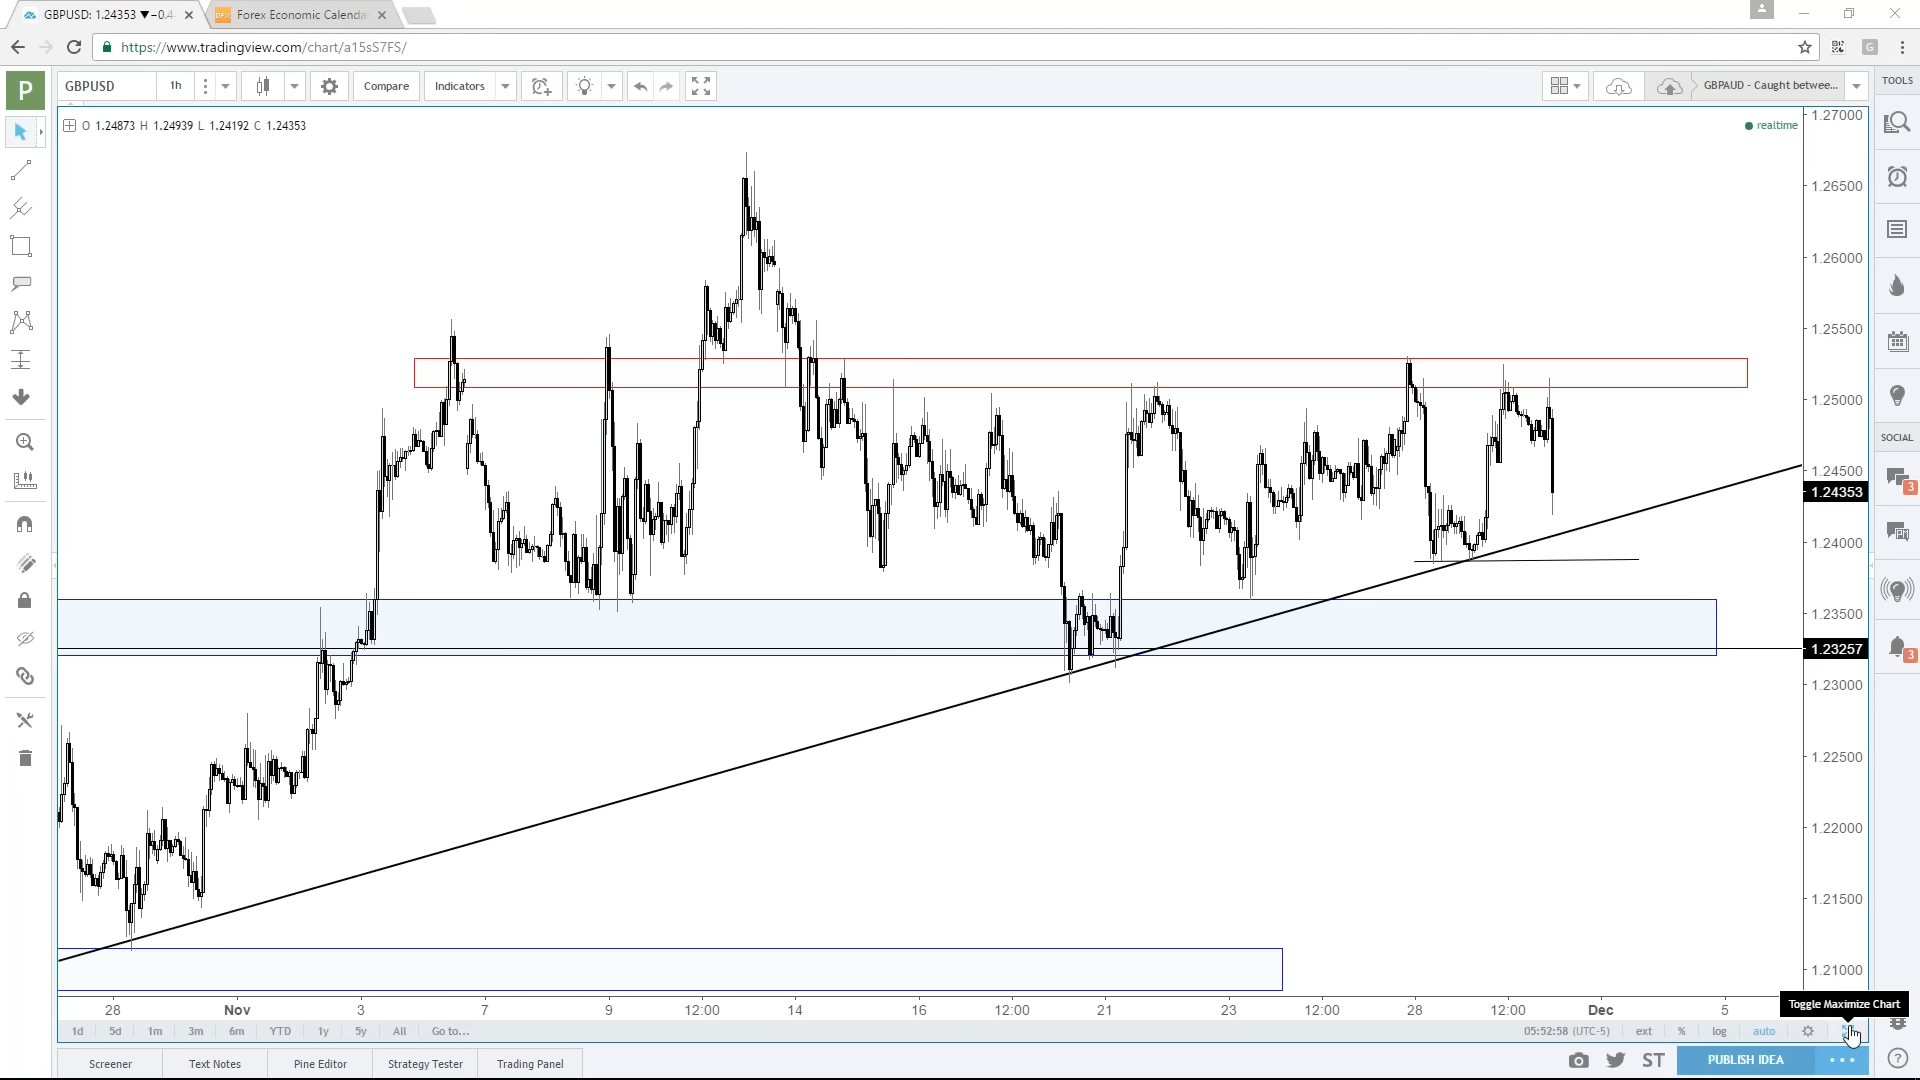 GBPUSD: 1.24353 ▼−0.4
Forex Economic Calenda
https://www.tradingview.com/chart/a15sS7FS/
P
GBPUSD
1h
Compare
Indicators
GBPAUD - Caught betwee...
TOOLS
O 1.24873 H 1.24939 L 1.24192 C 1.24353
realtime
1.27000
1.26500
1.26000
1.25500
1.25000
1.24500
1.24353
1.24000
1.23500
1.23257
1.23000
1.22500
1.22000
1.21500
1.21000
SOCIAL
3
3
28 Nov 3 7 9 12:00 14 16 12:00 21 23 12:00 28 12:00 Dec 5
Toggle Maximize Chart
1d 5d 1m 3m 6m YTD 1y 5y All Go to...
05:52:58 (UTC-5) ext % log auto
Screener Text Notes Pine Editor Strategy Tester Trading Panel
ST PUBLISH IDEA